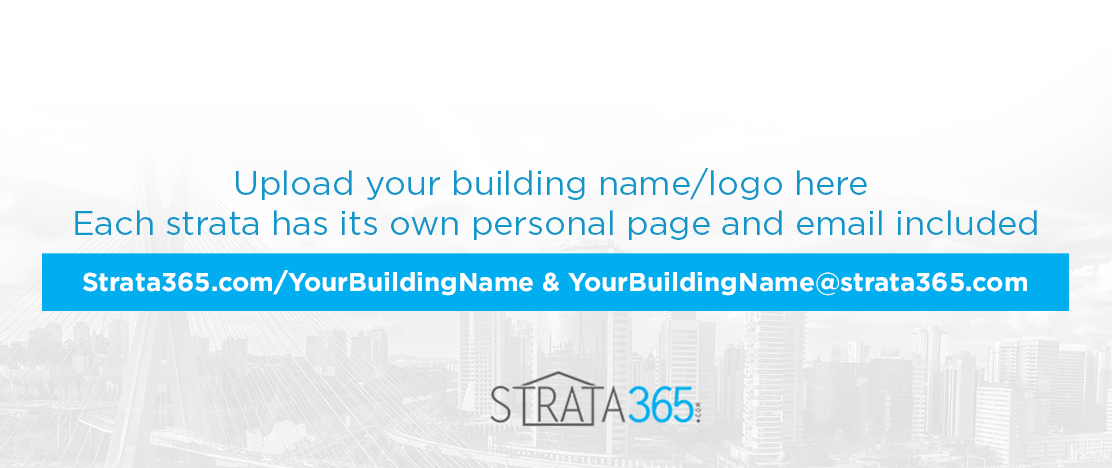 Upload your building name/logo here
Each strata has its own personal page and email included
Strata365.com/YourBuildingName & YourBuildingName@strata365.com
STRATA365.com